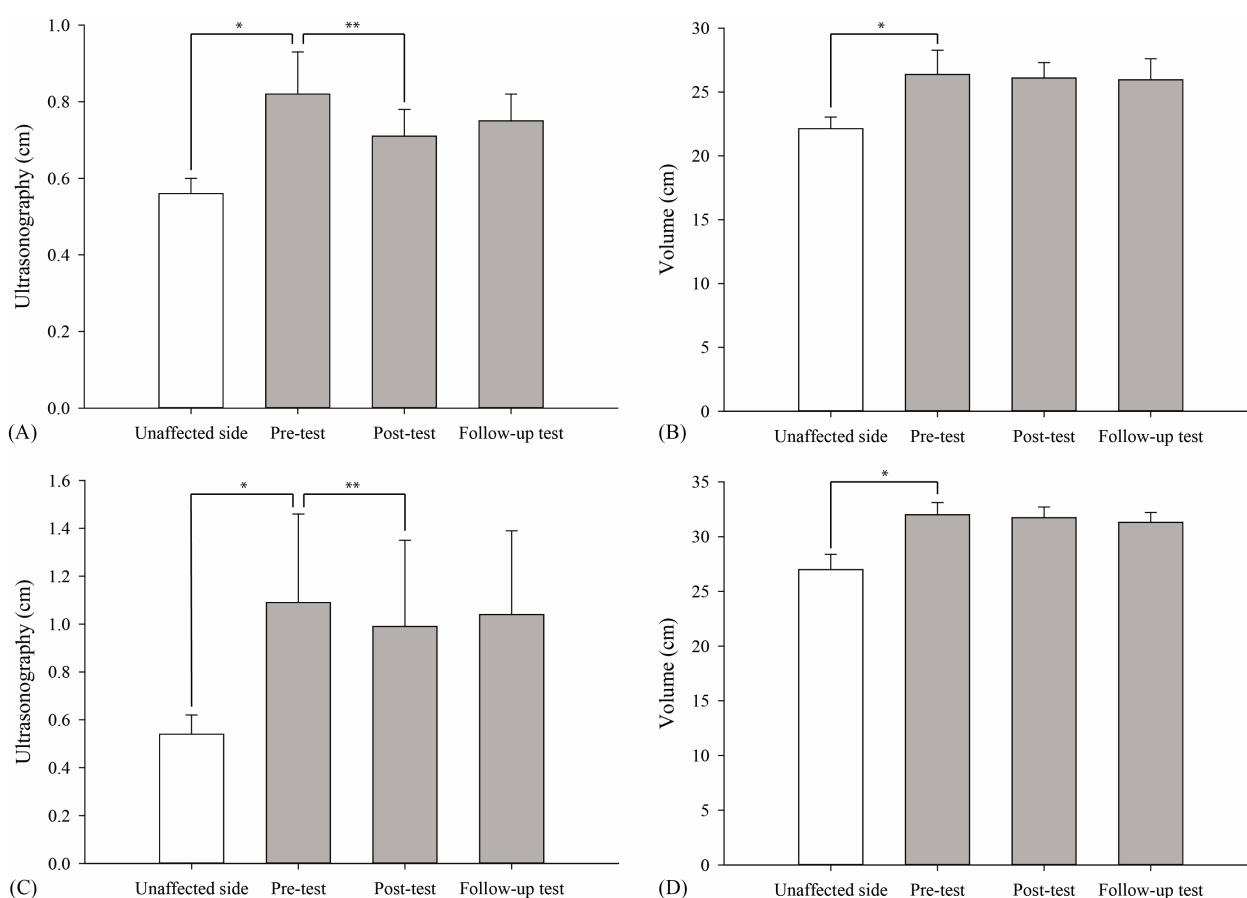 * **
1.0
0.8
0.6
0.4
0.2
0.0
Ultrasonography (cm)
Unaffected side Pre-test Post-test Follow-up test
(A)
*
30
25
20
15
10
5
0
Volume (cm)
Unaffected side Pre-test Post-test Follow-up test
(B)
* **
1.6
1.4
1.2
1.0
0.8
0.6
0.4
0.2
0.0
Ultrasonography (cm)
Unaffected side Pre-test Post-test Follow-up test
(C)
*
35
30
25
20
15
10
5
0
Volume (cm)
Unaffected side Pre-test Post-test Follow-up test
(D)